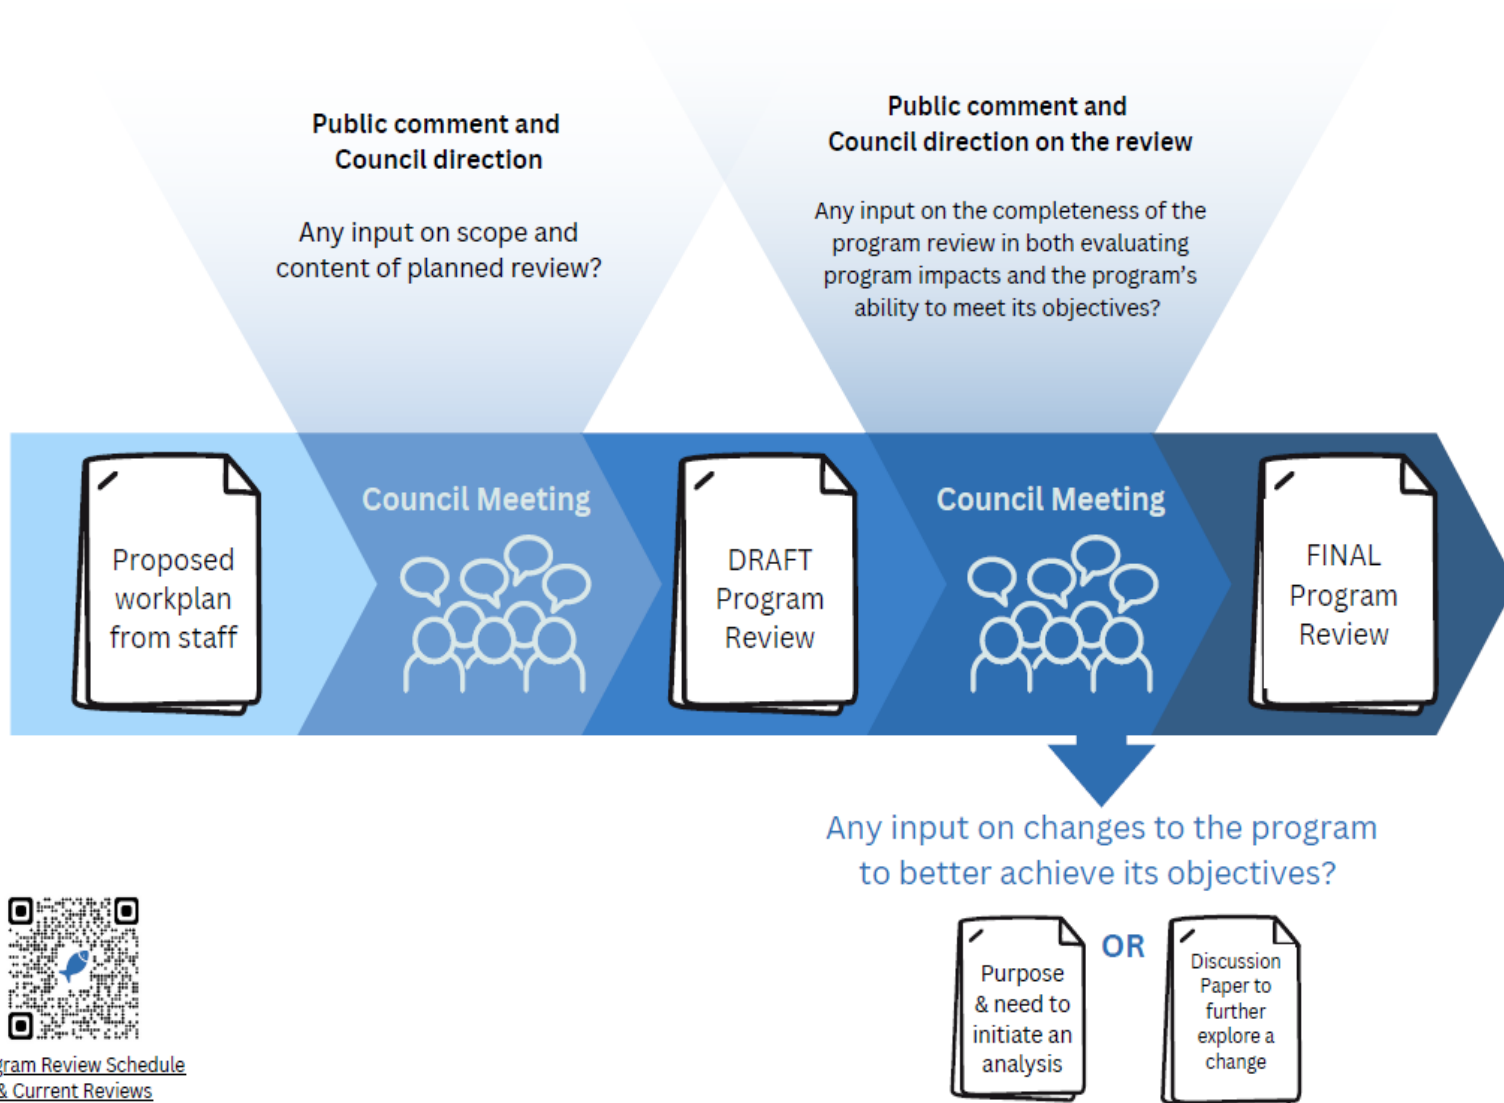 Public comment and
Council direction
Any input on scope and
content of planned review?
Public comment and
Council direction on the review
Any input on the completeness of the
program review in both evaluating
program impacts and the program's
ability to meet its objectives?
Proposed
workplan
from staff
Council Meeting
DRAFT
Program
Review
Council Meeting
FINAL
Program
Review
Any input on changes to the program
to better achieve its objectives?
Purpose
& need to
initiate an
analysis
OR
Discussion
Paper to
further
explore a
change
gram Review Schedule
& Current Reviews